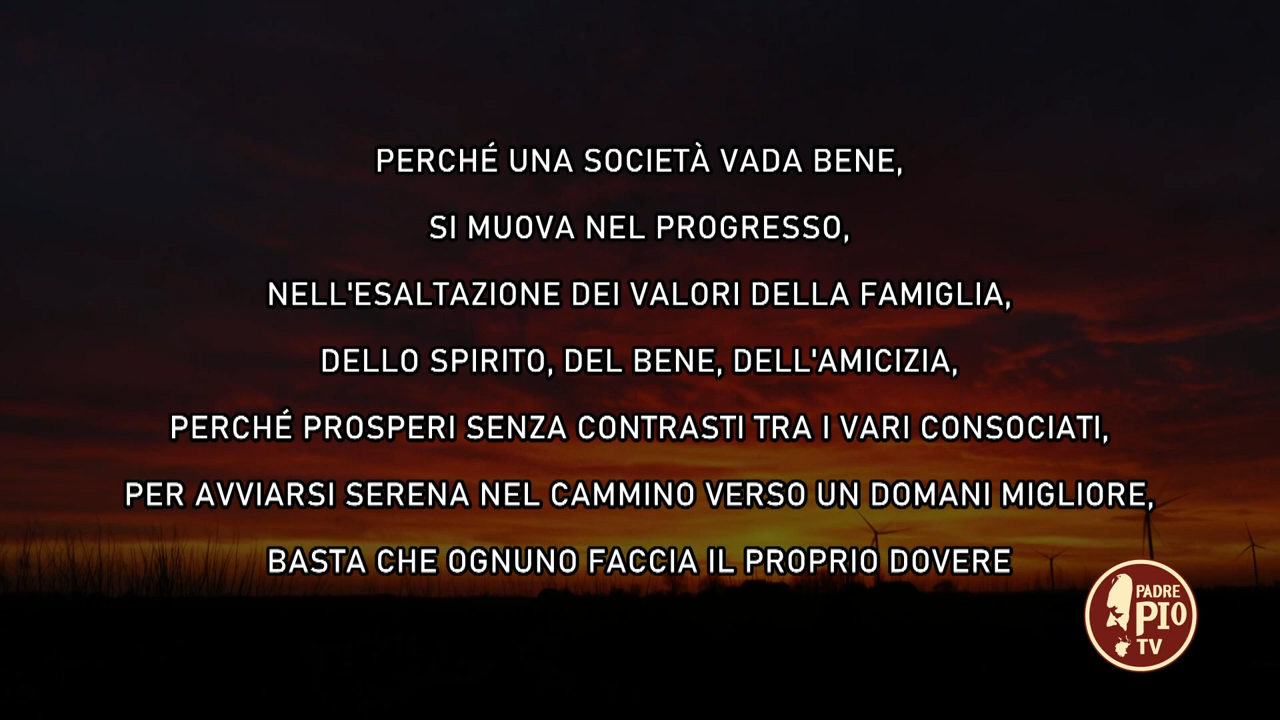 PERCHÉ UNA SOCIETÀ VADA BENE,
SI MUOVA NEL PROGRESSO,
NELL'ESALTAZIONE DEI VALORI DELLA FAMIGLIA,
DELLO SPIRITO, DEL BENE, DELL'AMICIZIA,
PERCHÉ PROSPERI SENZA CONTRASTI TRA I VARI CONSOCIATI,
PER AVVIARSI SERENA NEL CAMMINO VERSO UN DOMANI MIGLIORE,
BASTA CHE OGNUNO FACCIA IL PROPRIO DOVERE
PADRE
PIO
TV